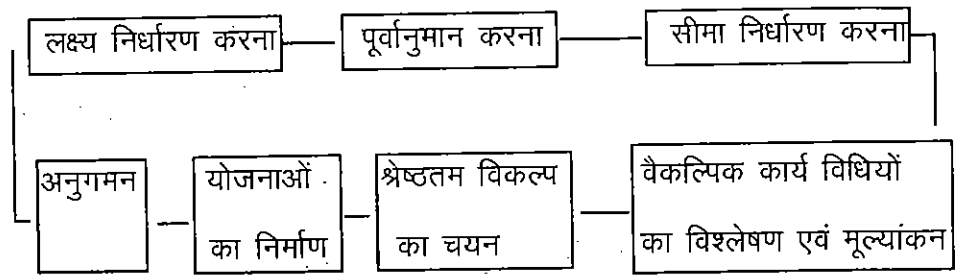 लक्ष्य निर्धारण करना
पूर्वानुमान करना
सीमा निर्धारण करना
अनुगमन
योजनाओं
का निर्माण
श्रेष्ठतम विकल्प
का चयन
वैकल्पिक कार्य विधियों
का विश्लेषण एवं मूल्यांकन